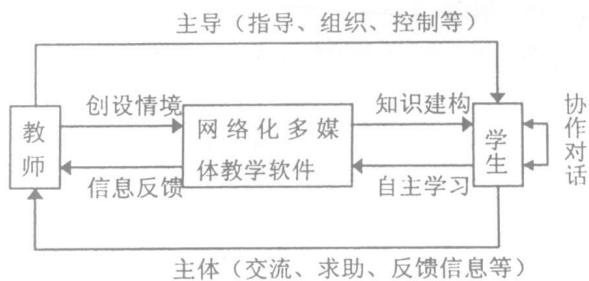 主导（指导、组织、控制等）
创设情境
知识建构
教师
网络化多媒
体教学软件
学生
协作对话
信息反馈
自主学习
主体（交流、求助、反馈信息等）